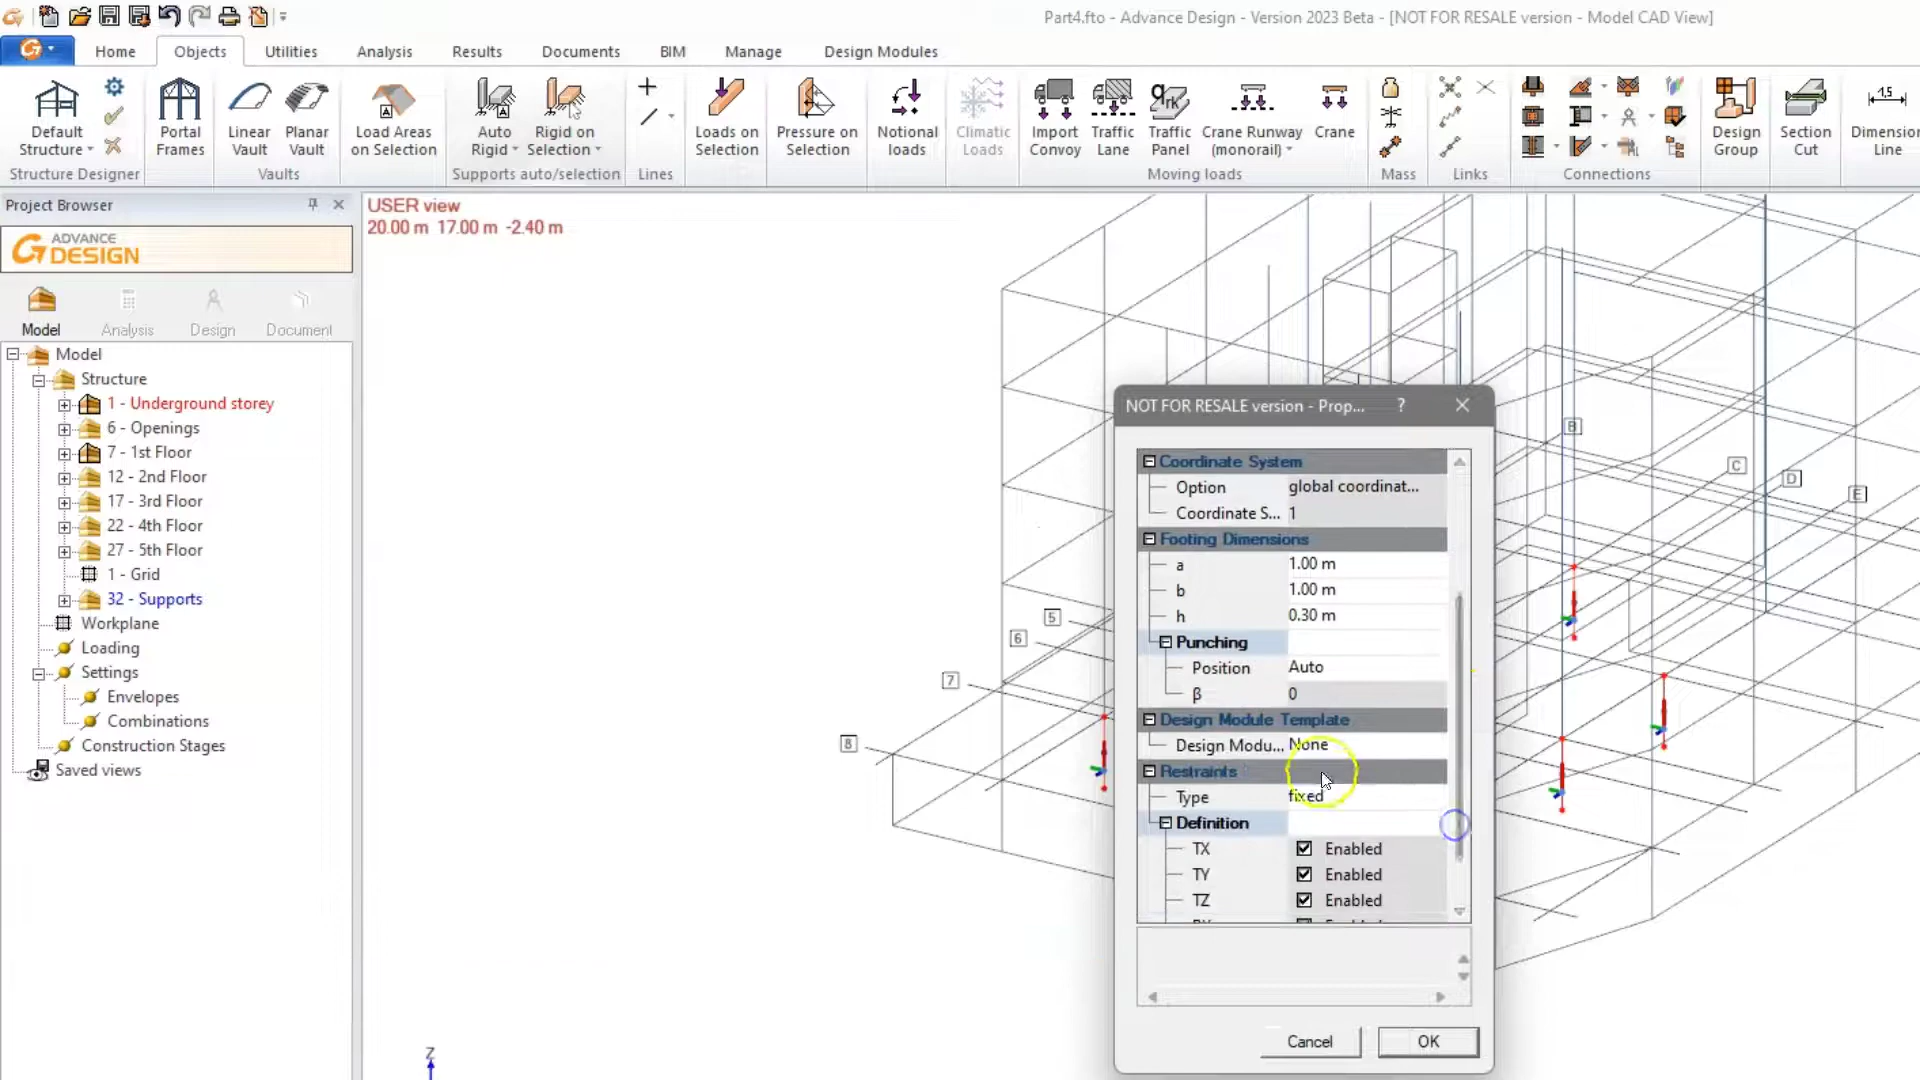 Part4.fto - Advance Design - Version 2023 Beta - [NOT FOR RESALE version - Model CAD View]
Home
Objects
Utilities
Analysis
Results
Documents
BIM
Manage
Design Modules
Default
Structure
Portal
Frames
Linear
Vault
Planar
Vault
Load Areas
on Selection
Auto
Rigid
Rigid on
Selection
Loads on
Selection
Pressure on
Selection
Notional
loads
Climatic
Loads
Import
Convoy
Traffic
Lane
Traffic
Panel
Crane Runway
(monorail)
Crane
Design
Group
Section
Cut
1,5
Dimension
Line
Structure Designer
Vaults
Supports auto/selection
Lines
Moving loads
Mass
Links
Connections
Project Browser
ADVANCE
DESIGN
Model
Analysis
Design
Document
Model
Structure
1 - Underground storey
6 - Openings
7 - 1st Floor
12 - 2nd Floor
17 - 3rd Floor
22 - 4th Floor
27 - 5th Floor
1 - Grid
32 - Supports
Workplane
Loading
Settings
Envelopes
Combinations
Construction Stages
Saved views
USER view
20.00 m 17.00 m -2.40 m
B
C
D
E
5
6
7
8
Z
NOT FOR RESALE version - Prop...
?
Coordinate System
Option global coordinat...
Coordinate S... 1
Footing Dimensions
a 1.00 m
b 1.00 m
h 0.30 m
Punching
Position Auto
β 0
Design Module Template
Design Modu... None
Restraints
Type fixed
Definition
TX Enabled
TY Enabled
TZ Enabled
Cancel
OK